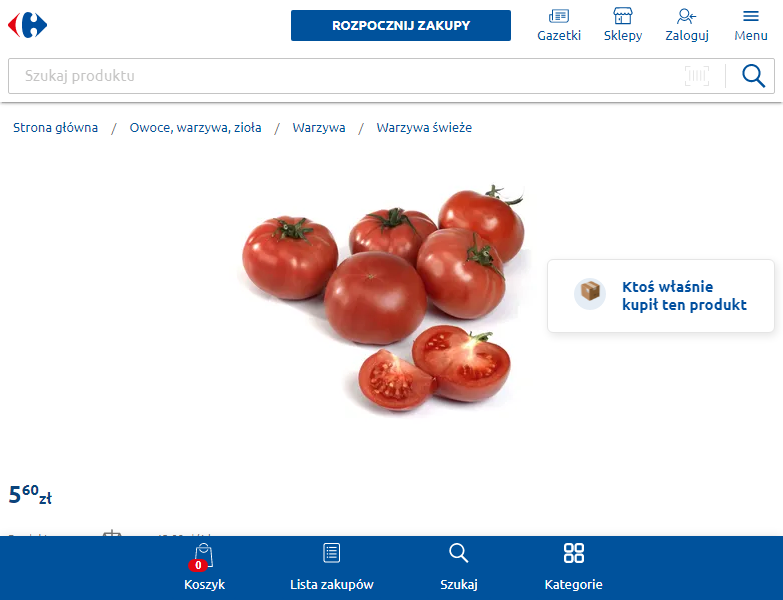 ROZPOCZNIJ ZAKUPY
Gazetki
Sklepy
Zaloguj
Menu
Szukaj produktu
Strona główna / Owoce, warzywa, zioła / Warzywa / Warzywa świeże
Ktoś właśnie
kupił ten produkt
5 60 zł
0
Koszyk
Lista zakupów
Szukaj
Kategorie